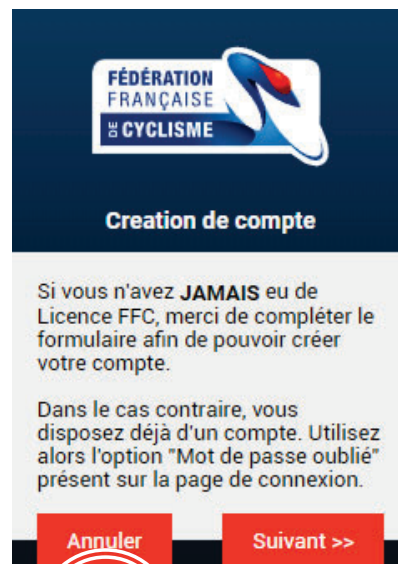 FÉDÉRATION
FRANÇAISE
DE CYCLISME
Creation de compte
Si vous n'avez JAMAIS eu de
Licence FFC, merci de compléter le
formulaire afin de pouvoir créer
votre compte.
Dans le cas contraire, vous
disposez déjà d'un compte. Utilisez
alors l'option "Mot de passe oublié"
présent sur la page de connexion.
Annuler
Suivant >>